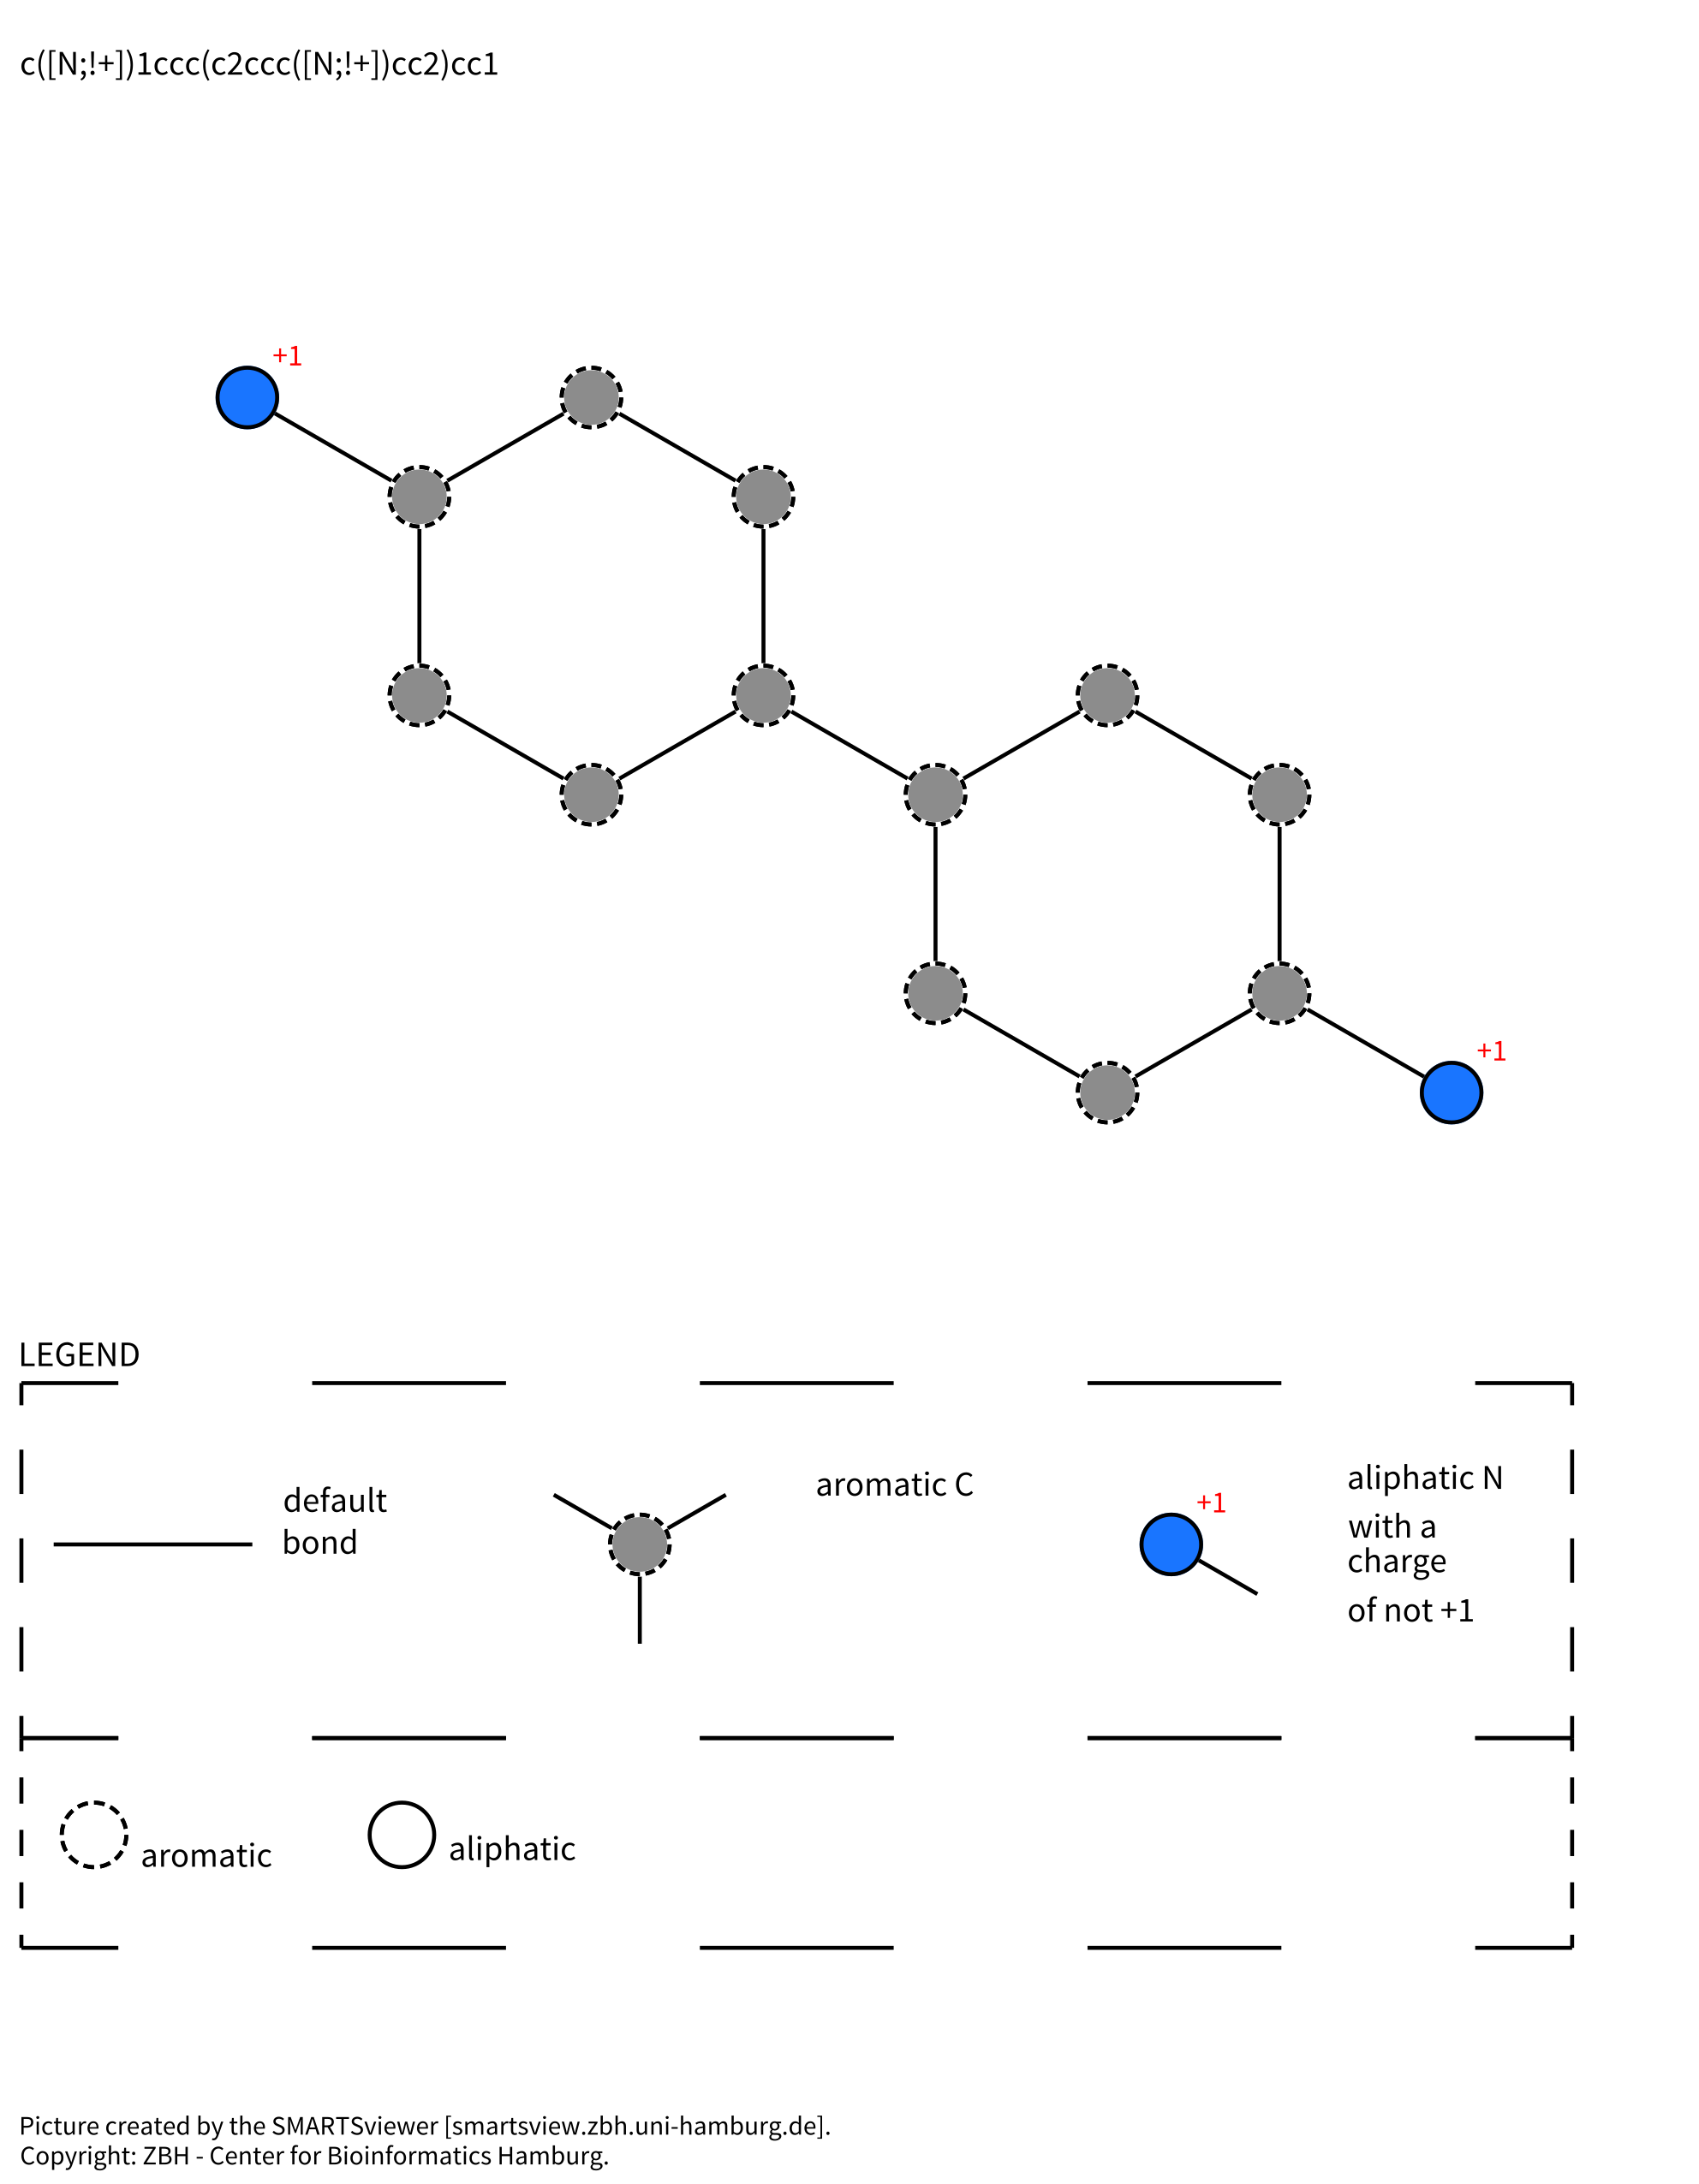 c([N;!+])1ccc(c2ccc([N;!+])cc2)cc1
+1
+1
LEGEND
default
bond
aromatic C
+1
aliphatic N
with a
charge
of not +1
aromatic
aliphatic
Picture created by the SMARTSviewer [smartsview.zbh.uni-hamburg.de].
Copyright: ZBH - Center for Bioinformatics Hamburg.